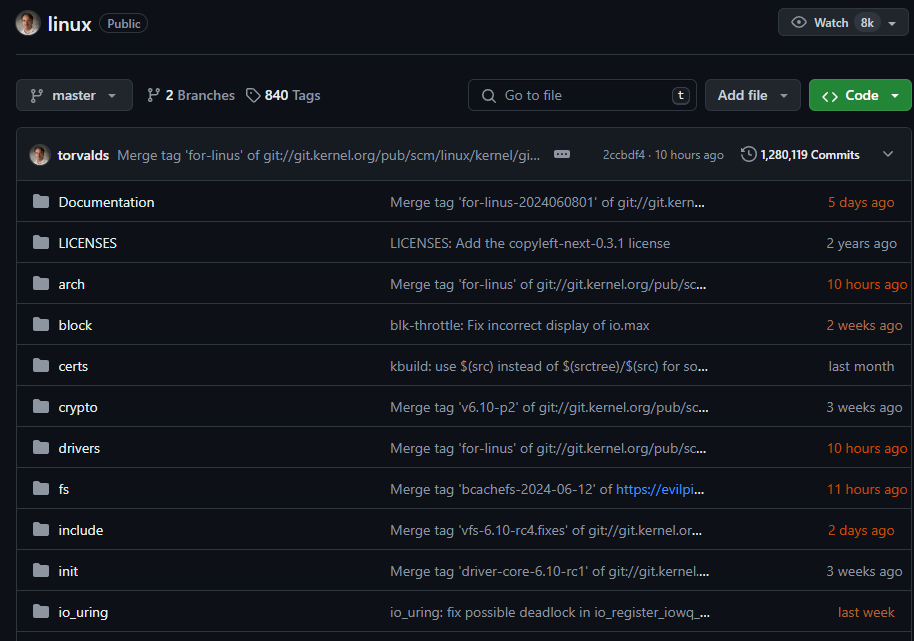 linux Public Watch 8k
master 2 Branches 840 Tags Go to file t Add file Code
torvalds Merge tag 'for-linus' of git://git.kernel.org/pub/scm/linux/kernel/gi... 2ccbdf4 · 10 hours ago 1,280,119 Commits
Documentation Merge tag 'for-linus-2024060801' of git://git.kern... 5 days ago
LICENSES LICENSES: Add the copyleft-next-0.3.1 license 2 years ago
arch Merge tag 'for-linus' of git://git.kernel.org/pub/sc... 10 hours ago
block blk-throttle: Fix incorrect display of io.max 2 weeks ago
certs kbuild: use $(src) instead of $(srctree)/$(src) for so... last month
crypto Merge tag 'v6.10-p2' of git://git.kernel.org/pub/sc... 3 weeks ago
drivers Merge tag 'for-linus' of git://git.kernel.org/pub/sc... 10 hours ago
fs Merge tag 'bcachefs-2024-06-12' of https://evilpi... 11 hours ago
include Merge tag 'vfs-6.10-rc4.fixes' of git://git.kernel.or... 2 days ago
init Merge tag 'driver-core-6.10-rc1' of git://git.kernel.... 3 weeks ago
io_uring io_uring: fix possible deadlock in io_register_iowq_... last week